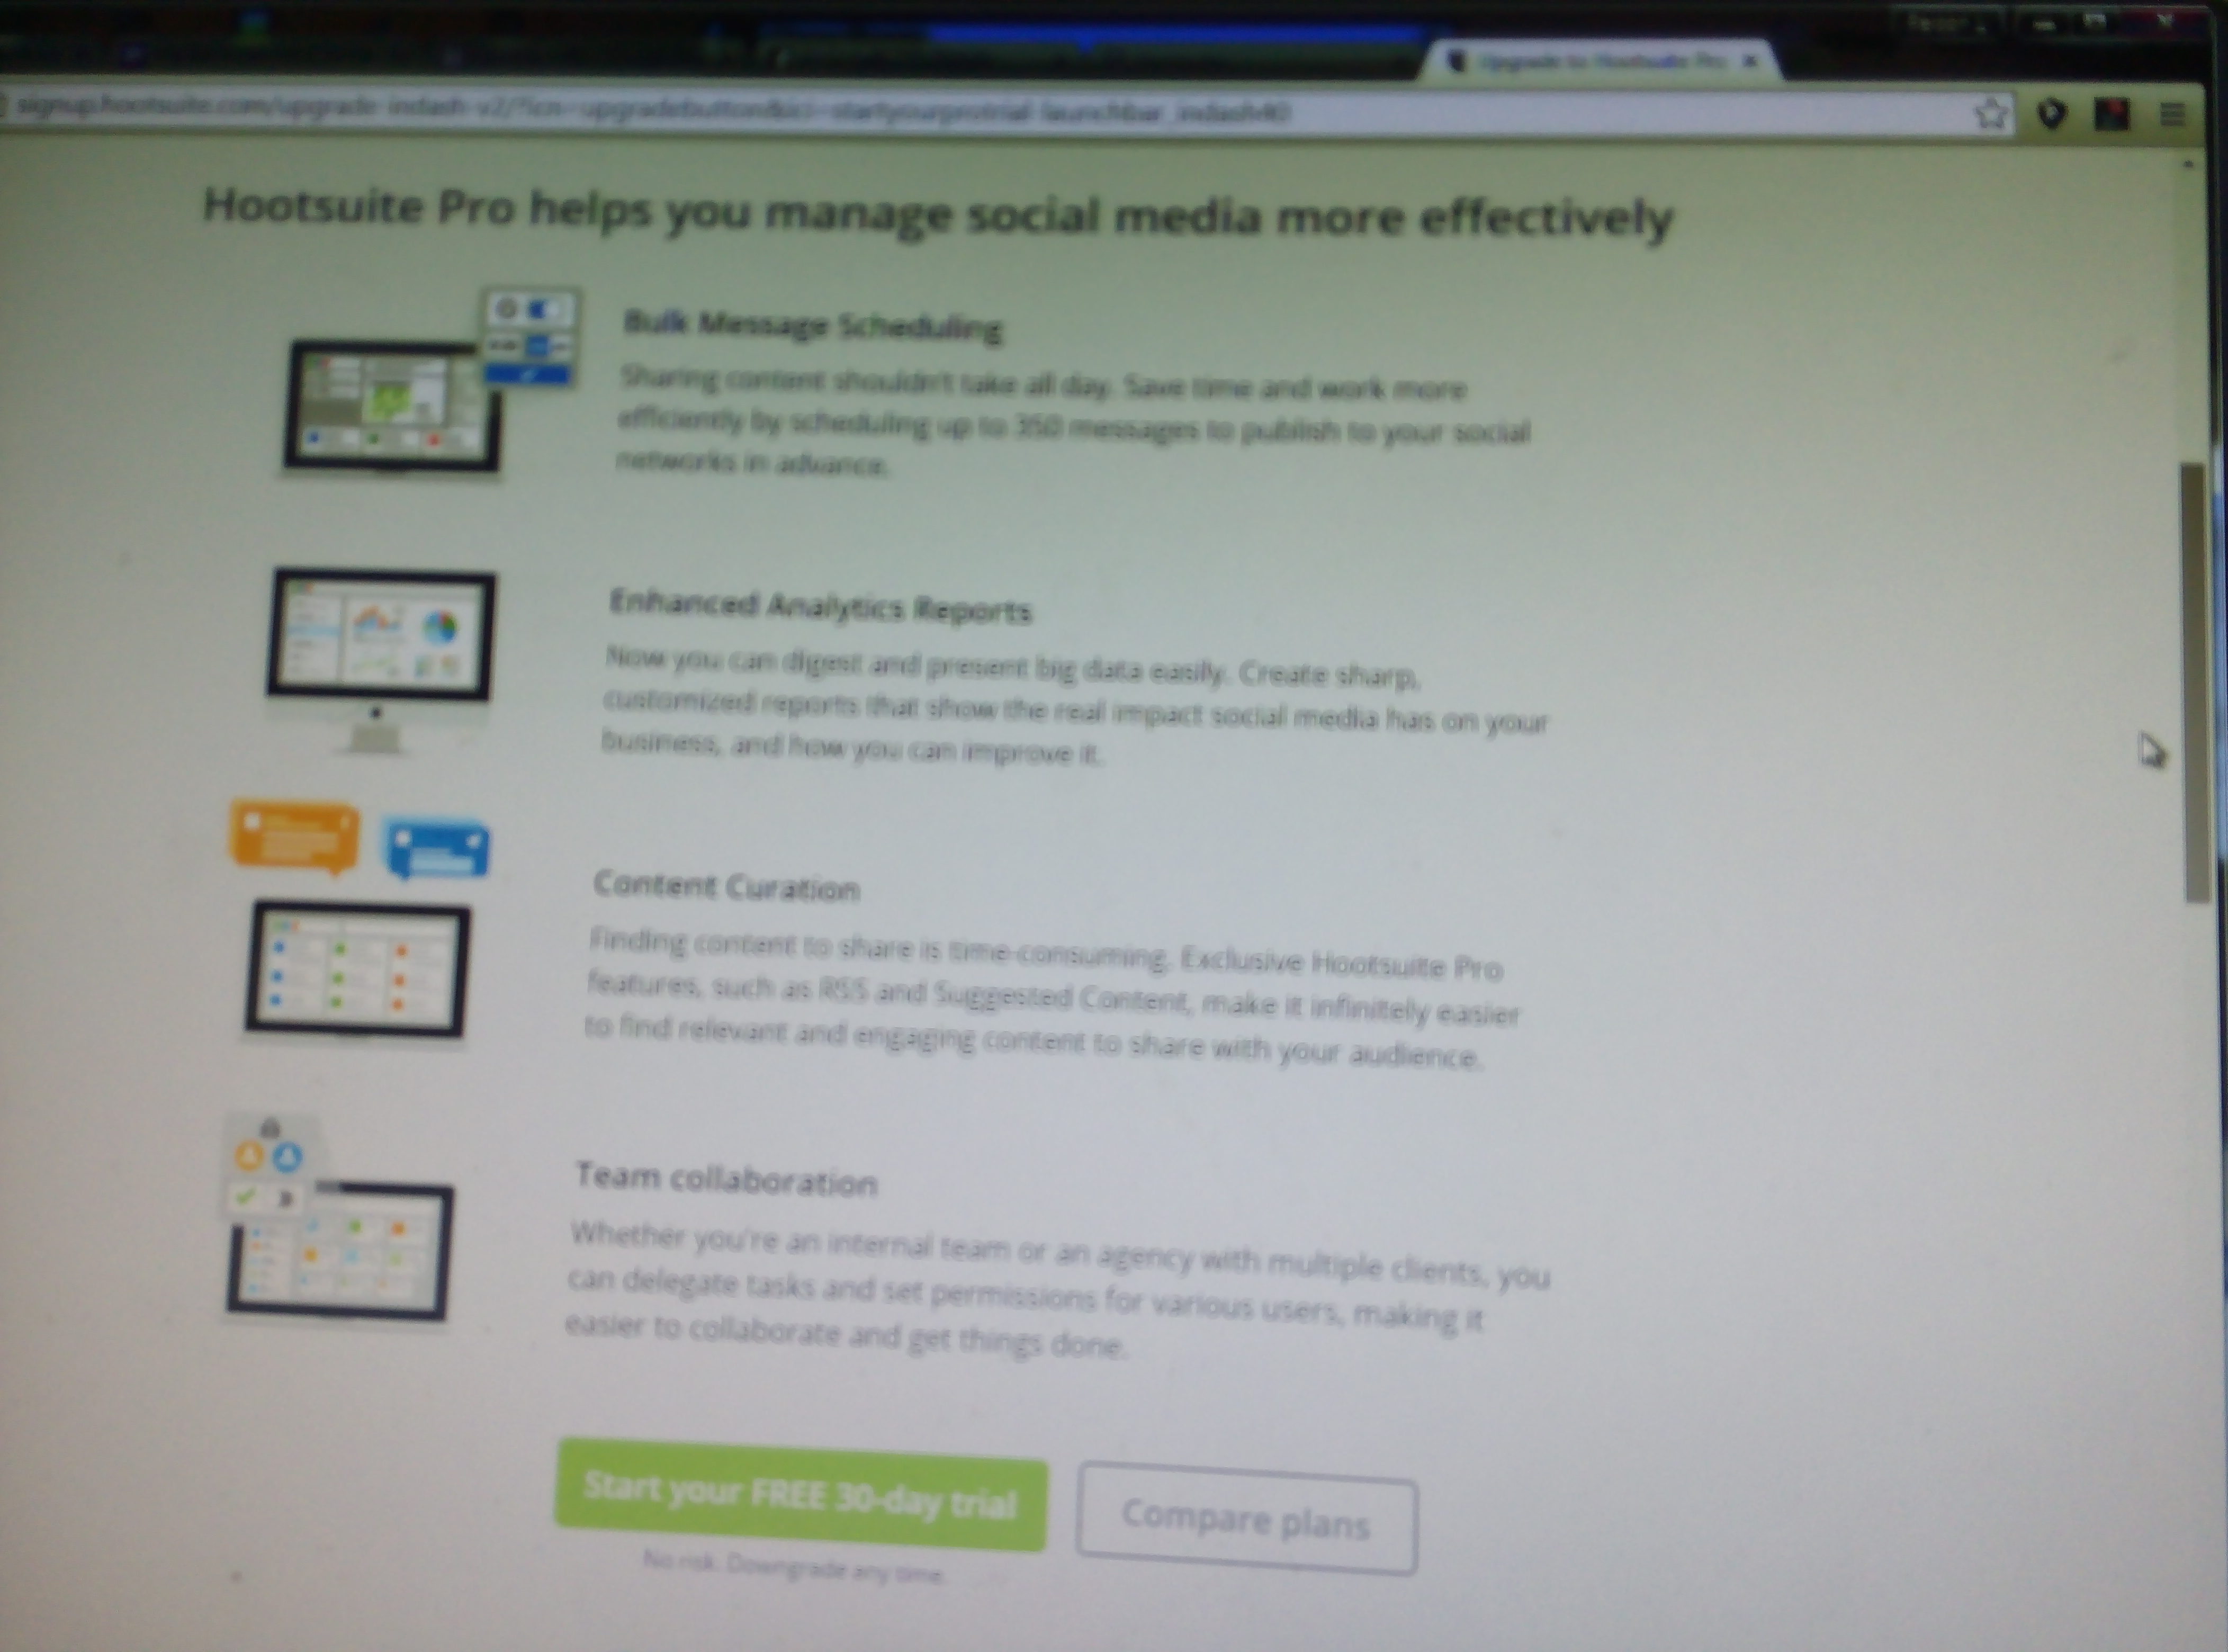 Upgrade to Hootsuite Pro
signup.hootsuite.com/upgrade-indash-v2/?icn=upgradebutton&ici=startyourprotrial
Hootsuite Pro helps you manage social media more effectively
Bulk Message Scheduling
Sharing content shouldn't take all day. Save time and work more
efficiently by scheduling up to 350 messages to publish to your social
networks in advance.
Enhanced Analytics Reports
Now you can digest and present big data easily. Create sharp,
customized reports that show the real impact social media has on your
business, and how you can improve it.
Content Curation
Finding content to share is time-consuming. Exclusive Hootsuite Pro
features, such as RSS and Suggested Content, make it infinitely easier
to find relevant and engaging content to share with your audience.
Team collaboration
Whether you're an internal team or an agency with multiple clients, you
can delegate tasks and set permissions for various users, making it
easier to collaborate and get things done.
Start your FREE 30-day trial
Compare plans
No risk. Downgrade any time.